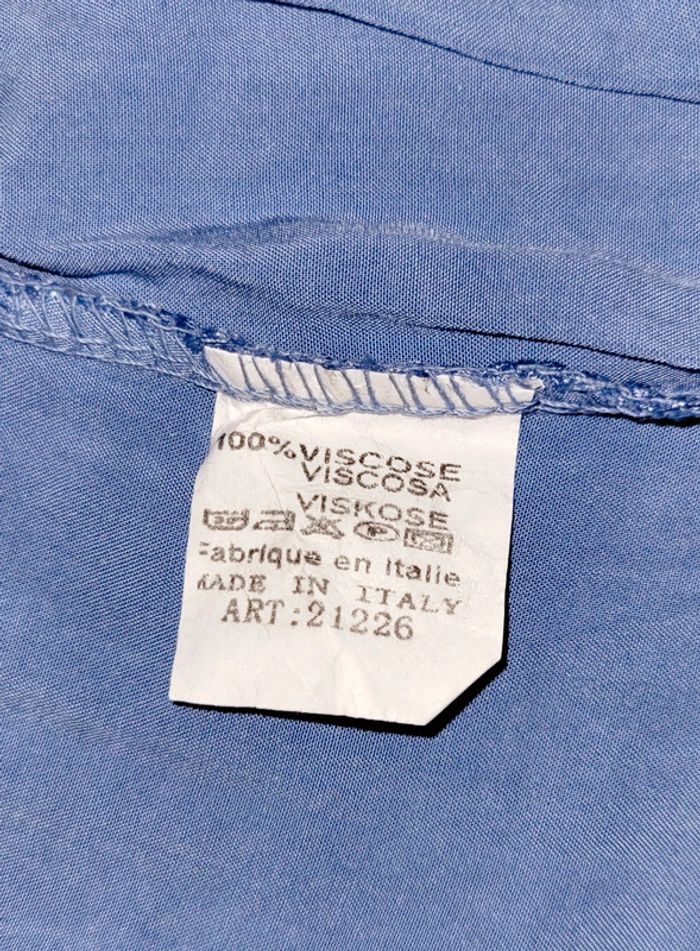 100% VISCOSE
VISCOSA
VISKOSE
Fabrique en Italie
MADE IN ITALY
ART:21226